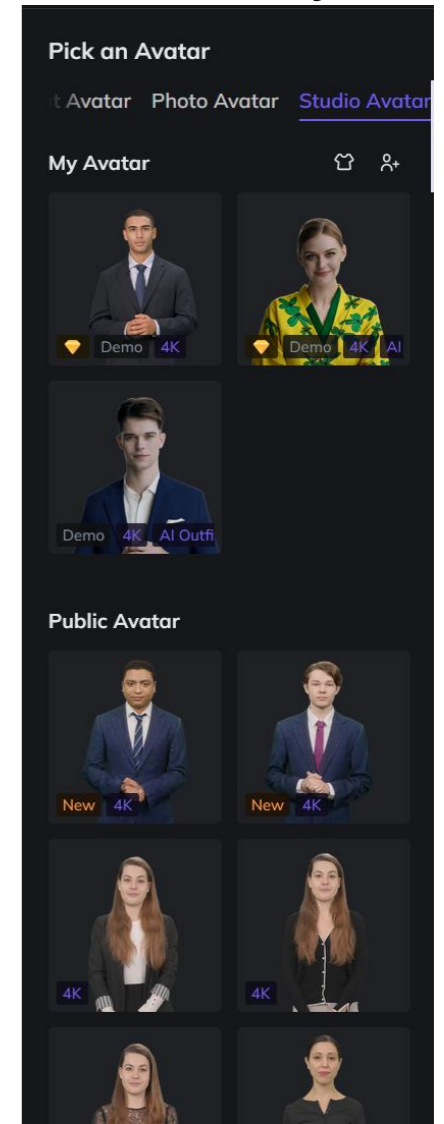 Pick an Avatar
t Avatar Photo Avatar Studio Avatar
My Avatar
Demo 4K
Demo 4K AI
Demo 4K AI Outfi
Public Avatar
New 4K
New 4K
4K
4K